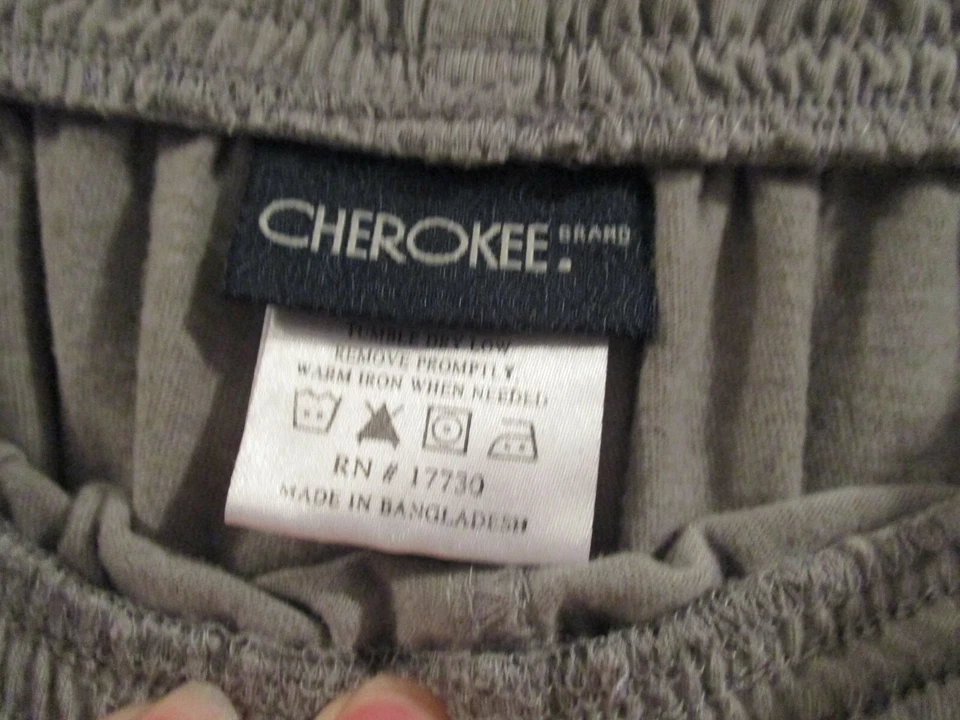 CHEROKEE BRAND
TUMBLE DRY LOW
REMOVE PROMPTLY
WARM IRON WHEN NEEDED
RN # 17730
MADE IN BANGLADESH